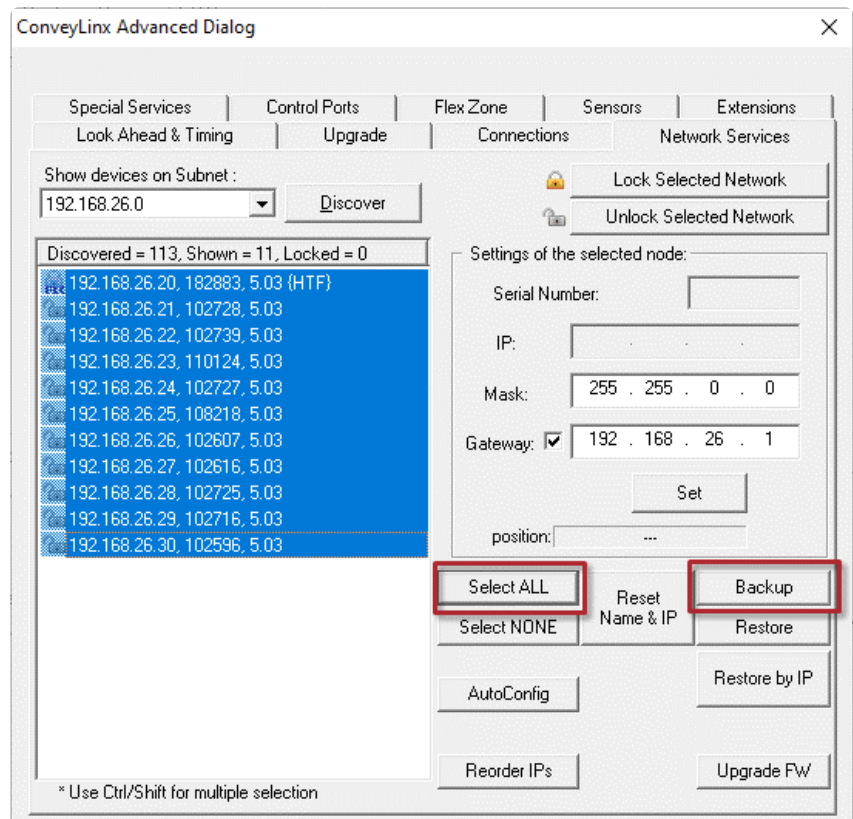 ConveyLinx Advanced Dialog
Special Services
Control Ports
Flex Zone
Sensors
Extensions
Look Ahead & Timing
Upgrade
Connections
Network Services
Show devices on Subnet :
192.168.26.0
Discover
Lock Selected Network
Unlock Selected Network
Discovered = 113, Shown = 11, Locked = 0
192.168.26.20, 182883, 5.03 {HTF}
192.168.26.21, 102728, 5.03
192.168.26.22, 102739, 5.03
192.168.26.23, 110124, 5.03
192.168.26.24, 102727, 5.03
192.168.26.25, 108218, 5.03
192.168.26.26, 102607, 5.03
192.168.26.27, 102616, 5.03
192.168.26.28, 102725, 5.03
192.168.26.29, 102716, 5.03
192.168.26.30, 102596, 5.03
* Use Ctrl/Shift for multiple selection
Settings of the selected node:
Serial Number:
IP: . . .
Mask: 255 . 255 . 0 . 0
Gateway: 192 . 168 . 26 . 1
Set
position: ---
Select ALL
Reset
Name & IP
Backup
Select NONE
Restore
AutoConfig
Restore by IP
Reorder IPs
Upgrade FW